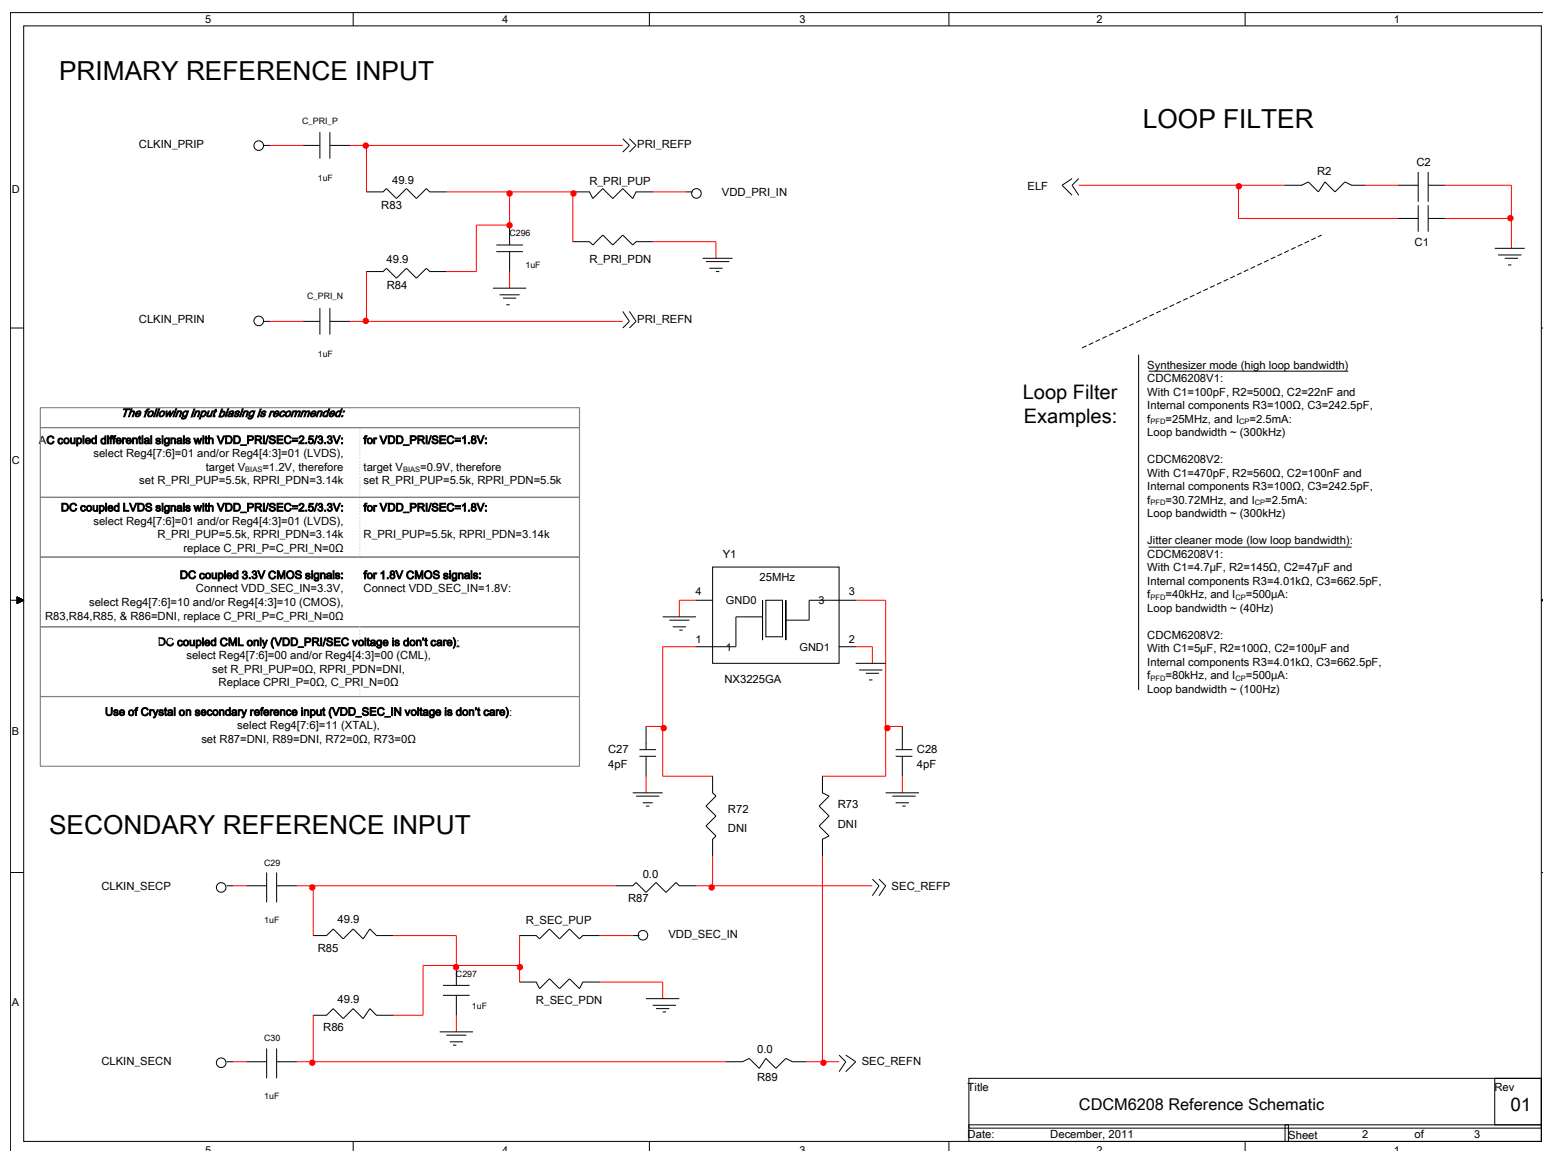 5 4 3 2 1
D
C
B
A
PRIMARY REFERENCE INPUT
C_PRI_P
CLKIN_PRIP
1uF
PRI_REFP
49.9
R83
R_PRI_PUP
VDD_PRI_IN
C296
1uF
R_PRI_PDN
49.9
R84
C_PRI_N
CLKIN_PRIN
1uF
PRI_REFN
LOOP FILTER
ELF
R2
C2
C1
Loop Filter
Examples:
Synthesizer mode (high loop bandwidth)
CDCM6208V1:
With C1=100pF, R2=500Ω, C2=22nF and
Internal components R3=100Ω, C3=242.5pF,
fPFD=25MHz, and ICP=2.5mA:
Loop bandwidth ~ (300kHz)
CDCM6208V2:
With C1=470pF, R2=560Ω, C2=100nF and
Internal components R3=100Ω, C3=242.5pF,
fPFD=30.72MHz, and ICP=2.5mA:
Loop bandwidth ~ (300kHz)
Jitter cleaner mode (low loop bandwidth):
CDCM6208V1:
With C1=4.7µF, R2=145Ω, C2=47µF and
Internal components R3=4.01kΩ, C3=662.5pF,
fPFD=40kHz, and ICP=500µA:
Loop bandwidth ~ (40Hz)
CDCM6208V2:
With C1=5µF, R2=100Ω, C2=100µF and
Internal components R3=4.01kΩ, C3=662.5pF,
fPFD=80kHz, and ICP=500µA:
Loop bandwidth ~ (100Hz)
The following input biasing is recommended:
AC coupled differential signals with VDD_PRI/SEC=2.5/3.3V: for VDD_PRI/SEC=1.8V:
select Reg4[7:6]=01 and/or Reg4[4:3]=01 (LVDS),
target VBIAS=1.2V, therefore target VBIAS=0.9V, therefore
set R_PRI_PUP=5.5k, RPRI_PDN=3.14k set R_PRI_PUP=5.5k, RPRI_PDN=5.5k
DC coupled LVDS signals with VDD_PRI/SEC=2.5/3.3V: for VDD_PRI/SEC=1.8V:
select Reg4[7:6]=01 and/or Reg4[4:3]=01 (LVDS),
R_PRI_PUP=5.5k, RPRI_PDN=3.14k R_PRI_PUP=5.5k, RPRI_PDN=3.14k
replace C_PRI_P=C_PRI_N=0Ω
DC coupled 3.3V CMOS signals: for 1.8V CMOS signals:
Connect VDD_SEC_IN=3.3V, Connect VDD_SEC_IN=1.8V:
select Reg4[7:6]=10 and/or Reg4[4:3]=10 (CMOS),
R83,R84,R85, & R86=DNI, replace C_PRI_P=C_PRI_N=0Ω
DC coupled CML only (VDD_PRI/SEC voltage is don't care):
select Reg4[7:6]=00 and/or Reg4[4:3]=00 (CML),
set R_PRI_PUP=0Ω, RPRI_PDN=DNI,
Replace CPRI_P=0Ω, C_PRI_N=0Ω
Use of Crystal on secondary reference input (VDD_SEC_IN voltage is don't care):
select Reg4[7:6]=11 (XTAL),
set R87=DNI, R89=DNI, R72=0Ω, R73=0Ω
Y1
25MHz
4 GND0 3 3
1 1 GND1 2
NX3225GA
C27
4pF
C28
4pF
R72
DNI
R73
DNI
SECONDARY REFERENCE INPUT
C29
CLKIN_SECP
1uF
0.0
R87
SEC_REFP
49.9
R85
R_SEC_PUP
VDD_SEC_IN
C297
1uF
R_SEC_PDN
49.9
R86
C30
CLKIN_SECN
1uF
0.0
R89
SEC_REFN
Title
CDCM6208 Reference Schematic
Rev
01
Date: December, 2011 Sheet 2 of 3
5 4 3 2 1